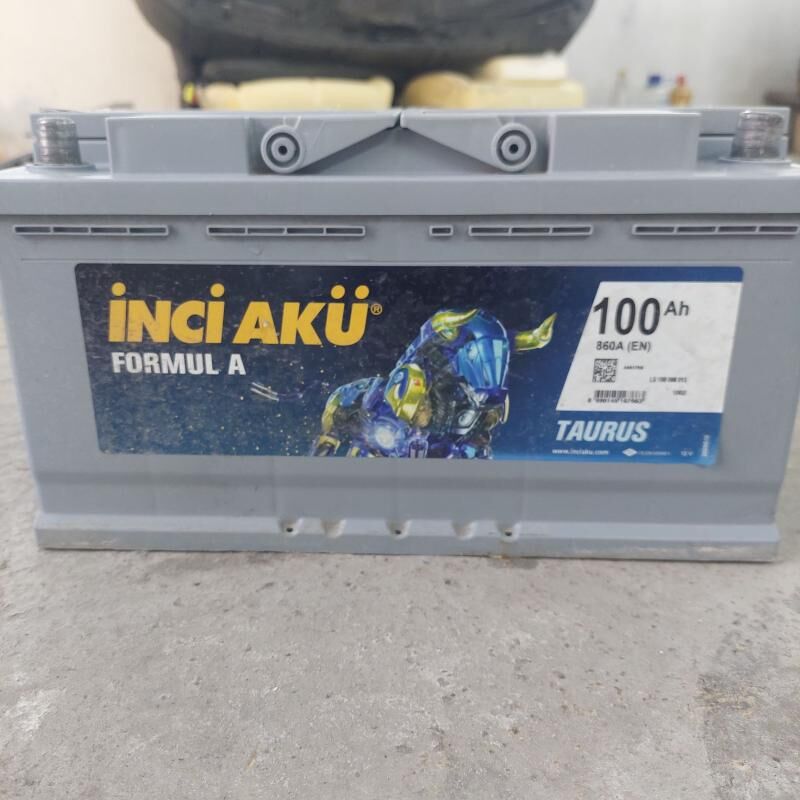 İNCİ AKÜ®
FORMUL A
100Ah
860A (EN)
TAURUS
www.inciaku.com
12V